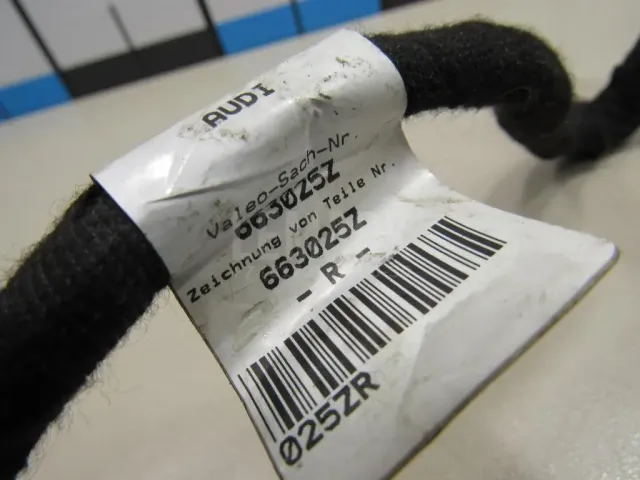 AUDI
Valeo-Sach-Nr.
663025Z
Zeichnung von Teile Nr.
663025Z
- R -
025ZR